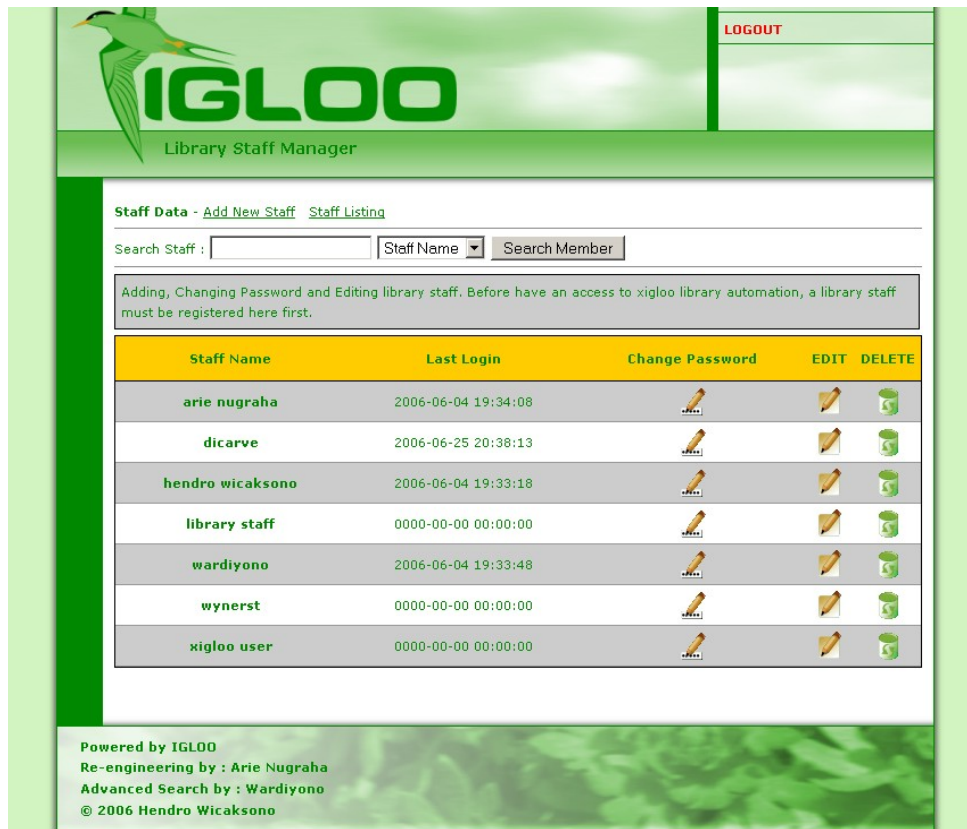 LOGOUT
IGLOO
Library Staff Manager
Staff Data - Add New Staff Staff Listing
Search Staff : Staff Name Search Member
Adding, Changing Password and Editing library staff. Before have an access to xigloo library automation, a library staff
must be registered here first.
Staff Name Last Login Change Password EDIT DELETE
arie nugraha 2006-06-04 19:34:08
dicarve 2006-06-25 20:38:13
hendro wicaksono 2006-06-04 19:33:18
library staff 0000-00-00 00:00:00
wardiyono 2006-06-04 19:33:48
wynerst 0000-00-00 00:00:00
xigloo user 0000-00-00 00:00:00
Powered by IGLOO
Re-engineering by : Arie Nugraha
Advanced Search by : Wardiyono
© 2006 Hendro Wicaksono